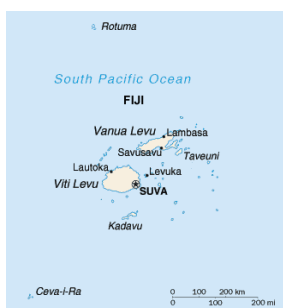 Rotuma
South Pacific Ocean
FIJI
Vanua Levu
Lambasa
Savusavu
Taveuni
Lautoka
Levuka
Viti Levu
SUVA
Kadavu
Ceva-i-Ra
0 100 200 km
0 100 200 mi